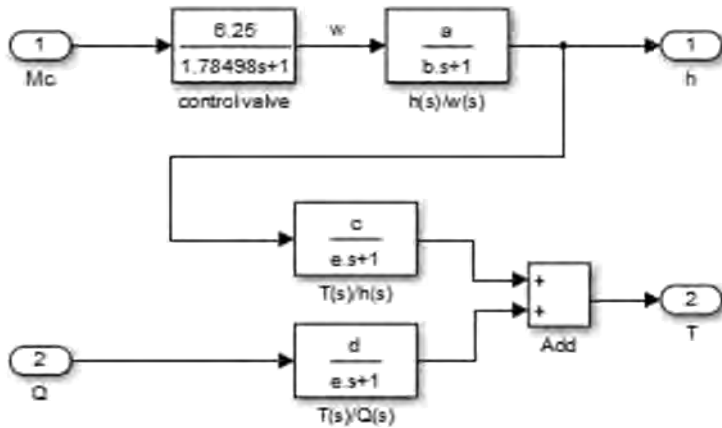 1
Mc
6.25
1.78498s+1
control valve
w
a
b.s+1
h(s)/w(s)
1
h
c
e.s+1
T(s)/h(s)
2
Q
d
e.s+1
T(s)/Q(s)
+
+
Add
2
T